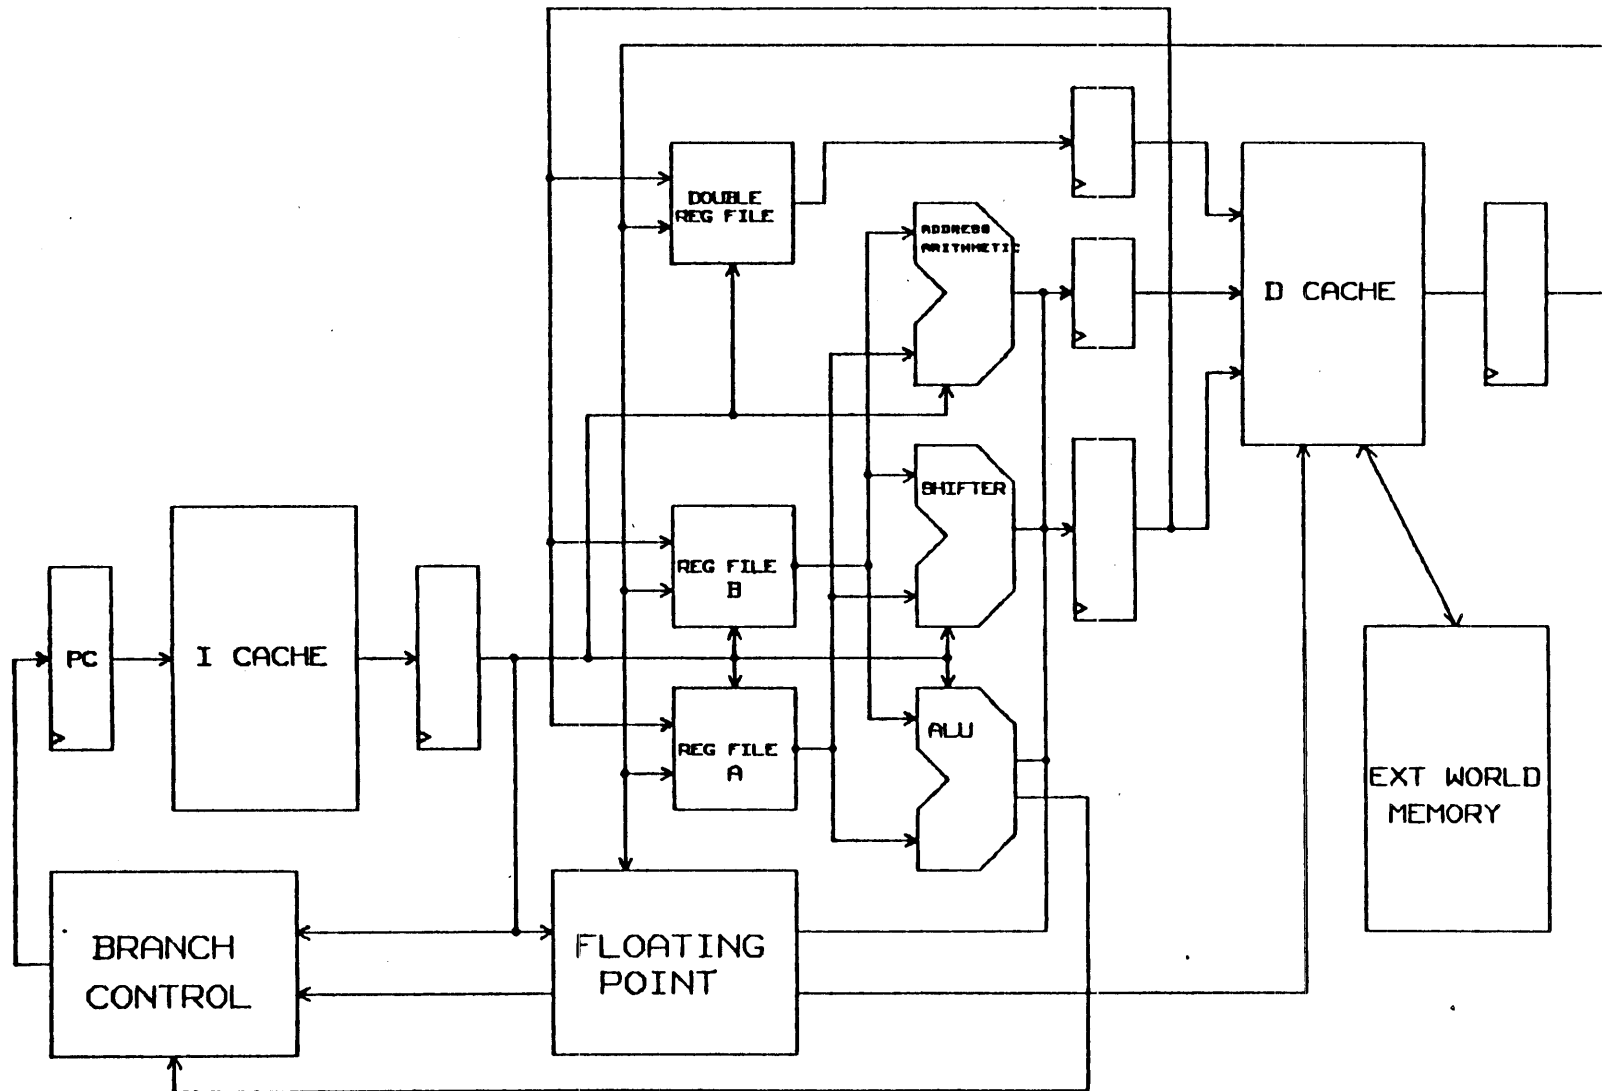 DOUBLE
REG FILE
ADDRESS
ARITHMETIC
D CACHE
SHIFTER
REG FILE
B
PC
I CACHE
REG FILE
A
ALU
EXT WORLD
MEMORY
BRANCH
CONTROL
FLOATING
POINT